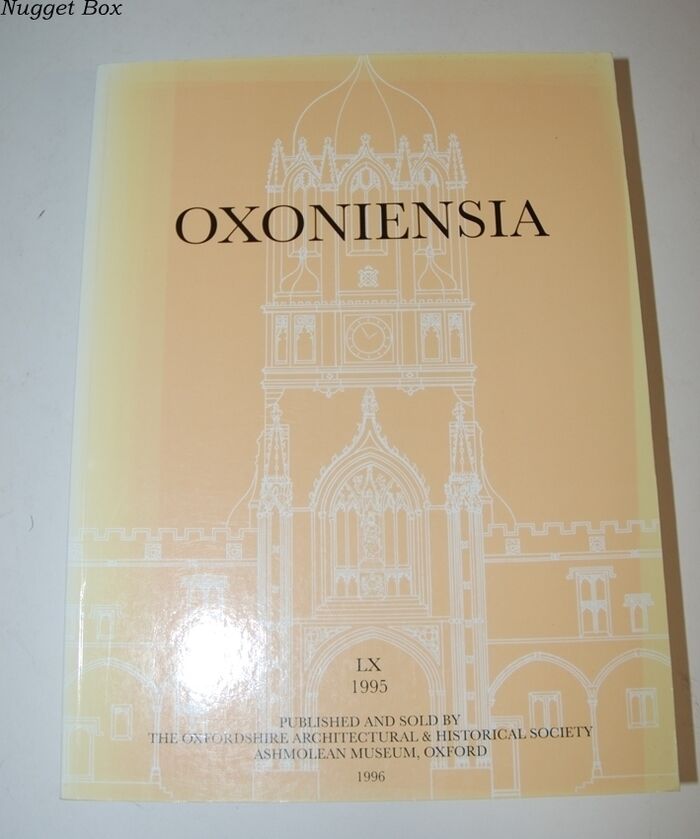 Nugget Box
OXONIENSIA
LX
1995
PUBLISHED AND SOLD BY
THE OXFORDSHIRE ARCHITECTURAL & HISTORICAL SOCIETY
ASHMOLEAN MUSEUM, OXFORD
1996